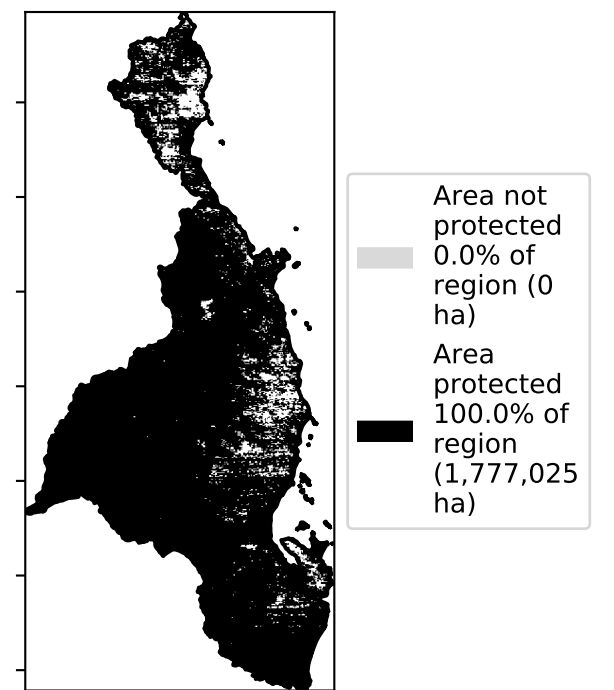 Area not
protected
0.0% of
region (0
ha)
Area
protected
100.0% of
region
(1,777,025
ha)